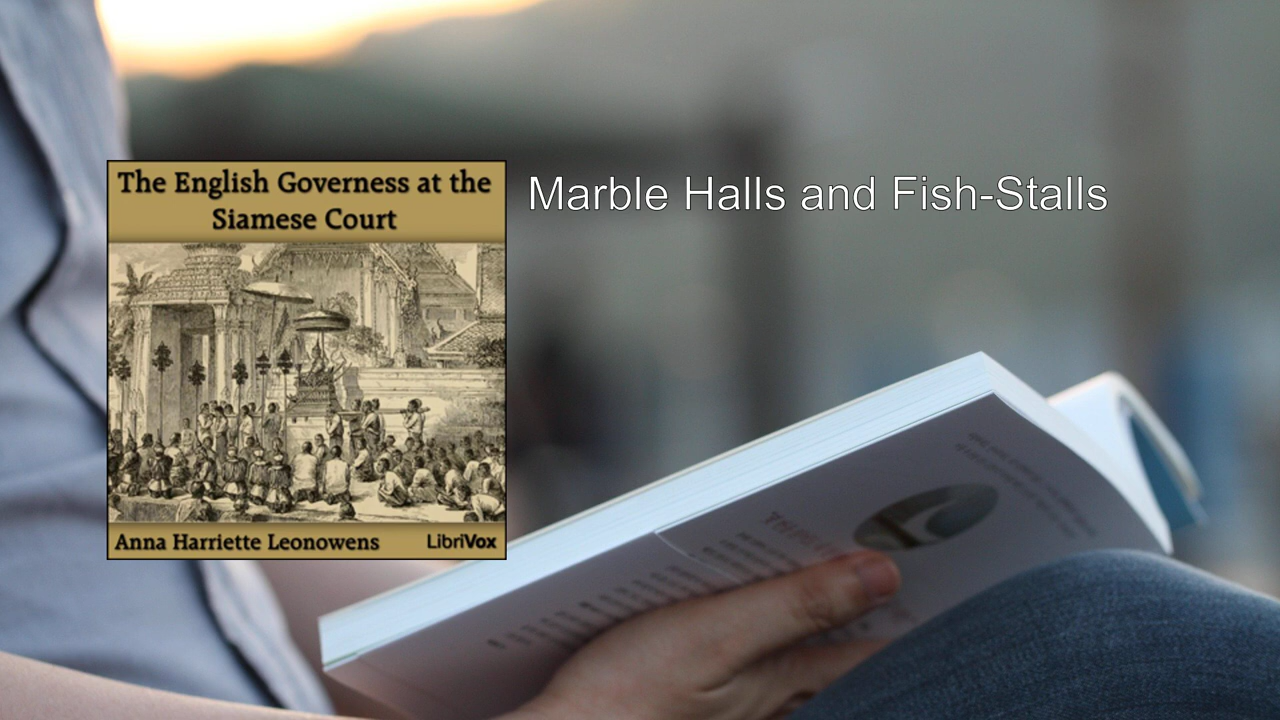 The English Governess at the
Siamese Court
Marble Halls and Fish-Stalls
Anna Harriette Leonowens
LibriVox